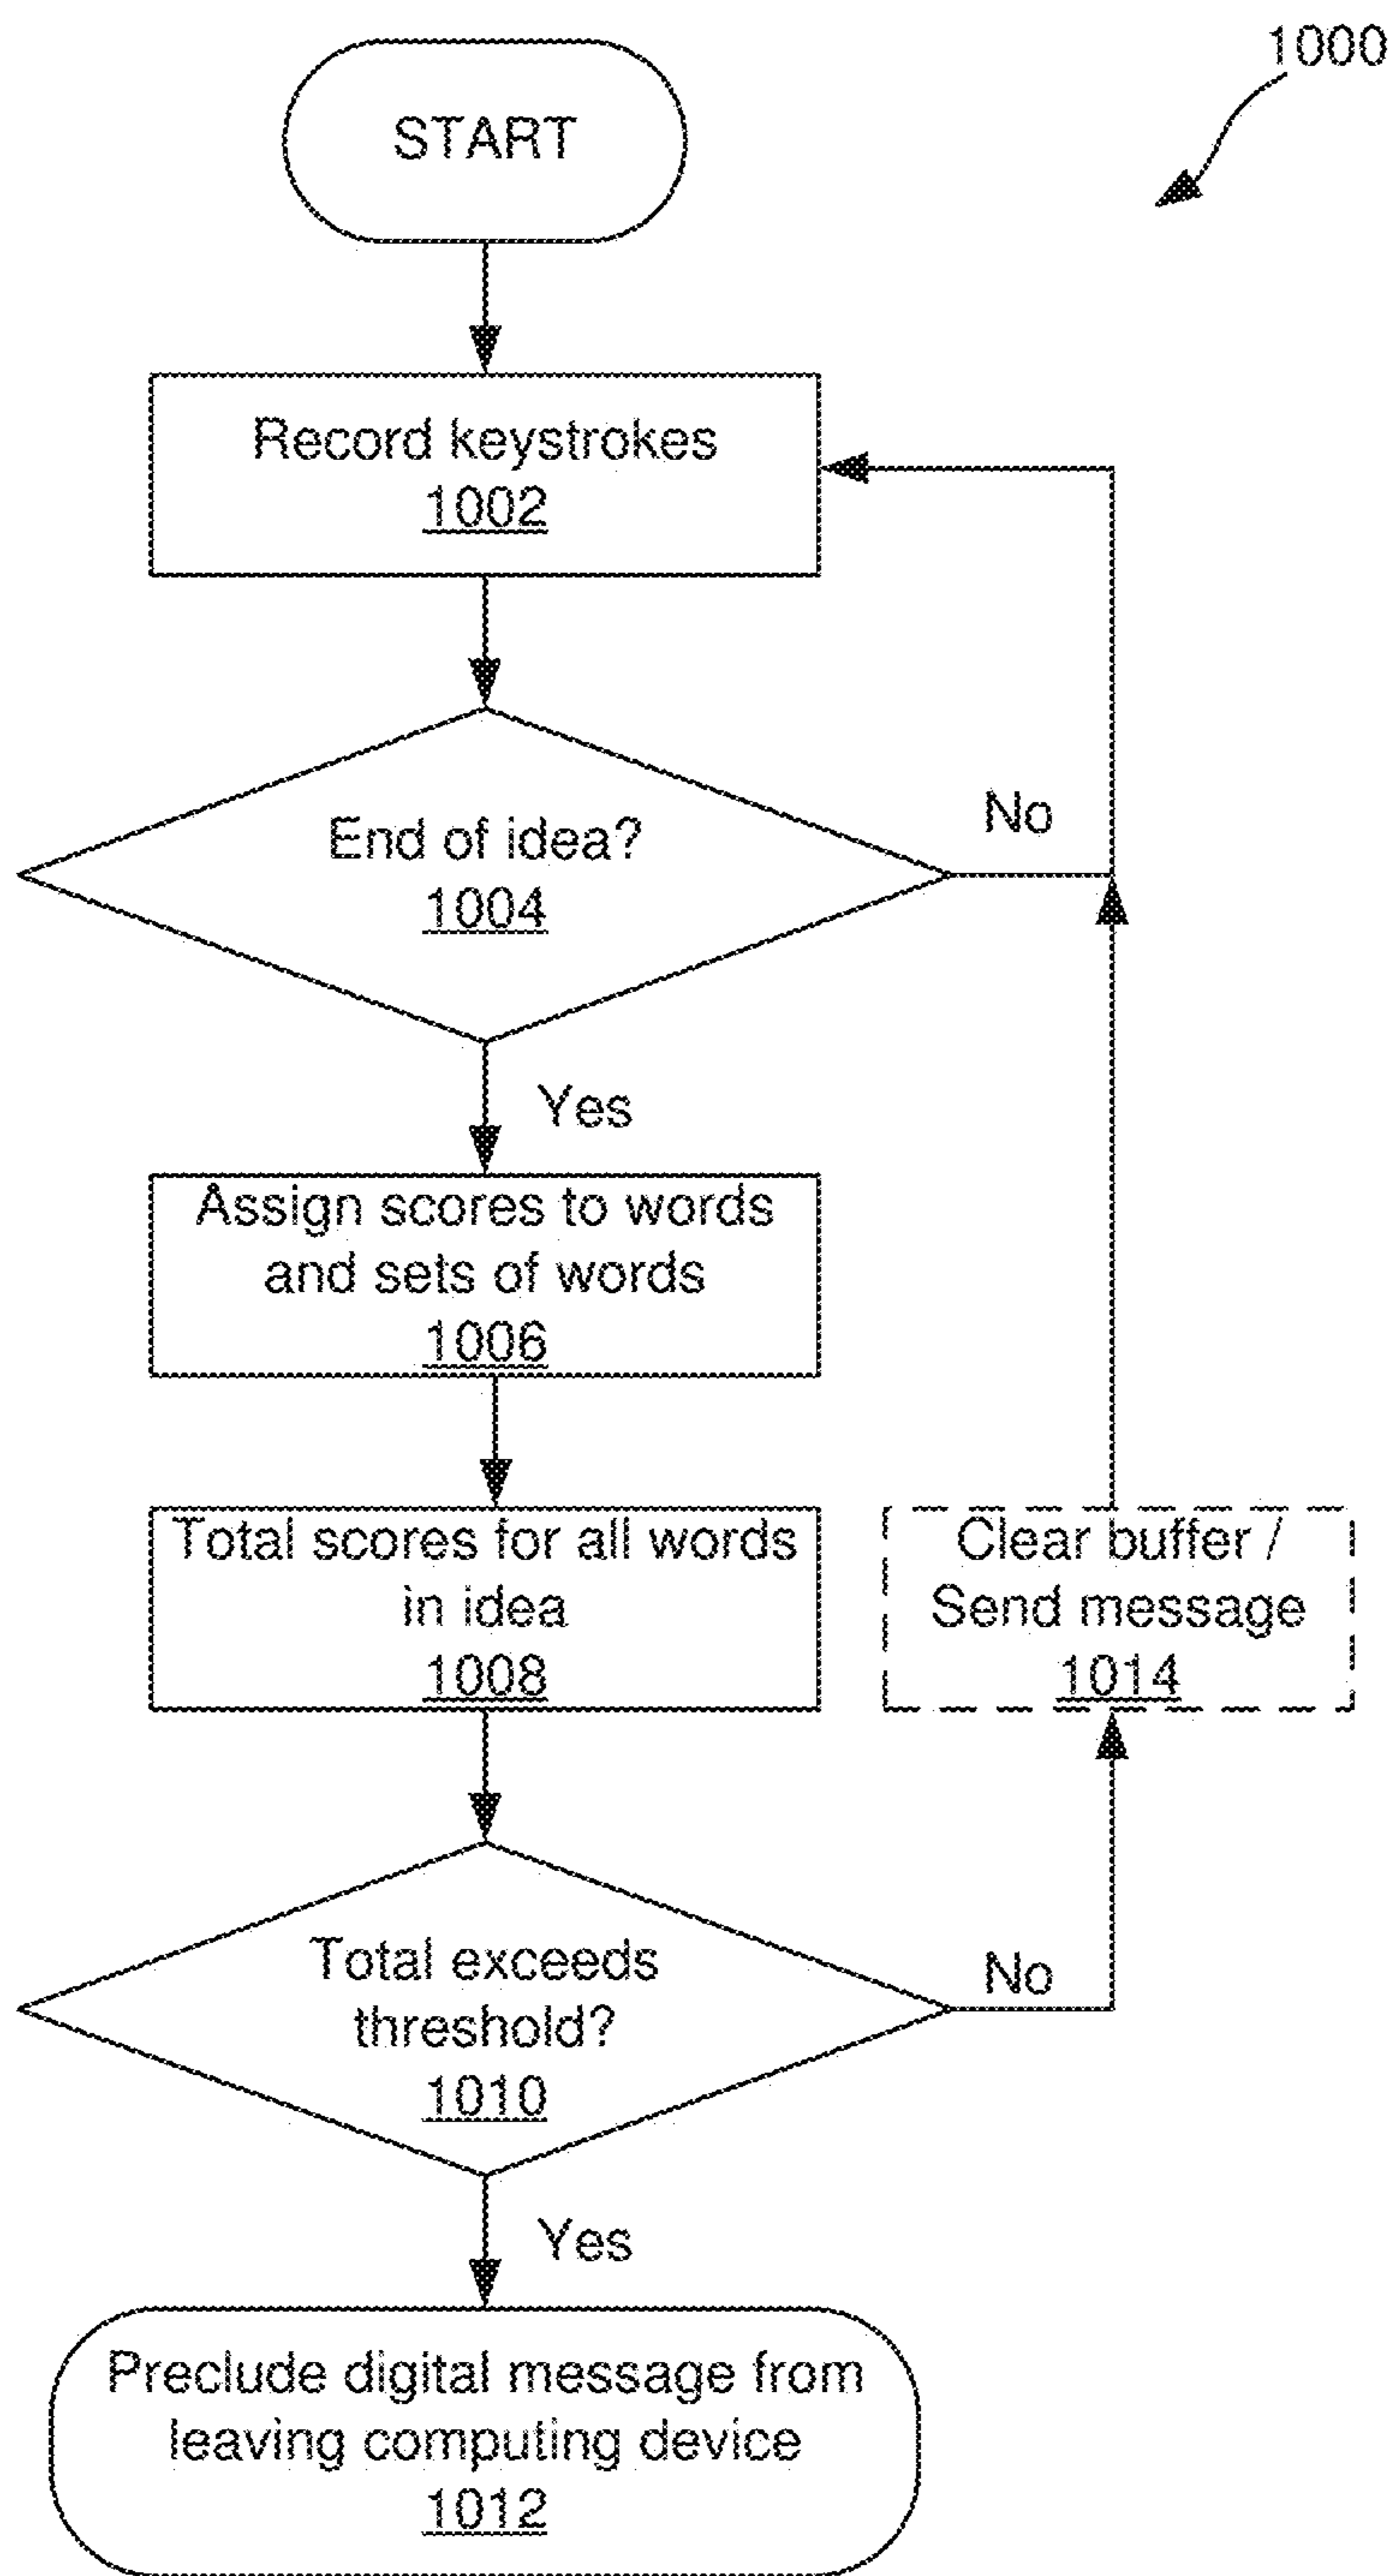 1000
START
Record keystrokes
1002
End of idea?
1004
No
Yes
Assign scores to words
and sets of words
1006
Total scores for all words
in idea
1008
Clear buffer /
Send message
1014
Total exceeds
threshold?
1010
No
Yes
Preclude digital message from
leaving computing device
1012